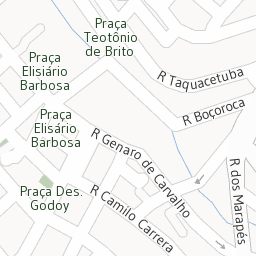 Praça
Teotônio
de Brito
Praça
Elisiário
Barbosa
R Taquacetuba
R Boçoroca
Praça
Elisário
Barbosa
R Genaro de Carvalho
R dos Marapés
Praça Des.
Godoy
R Camilo Carrera